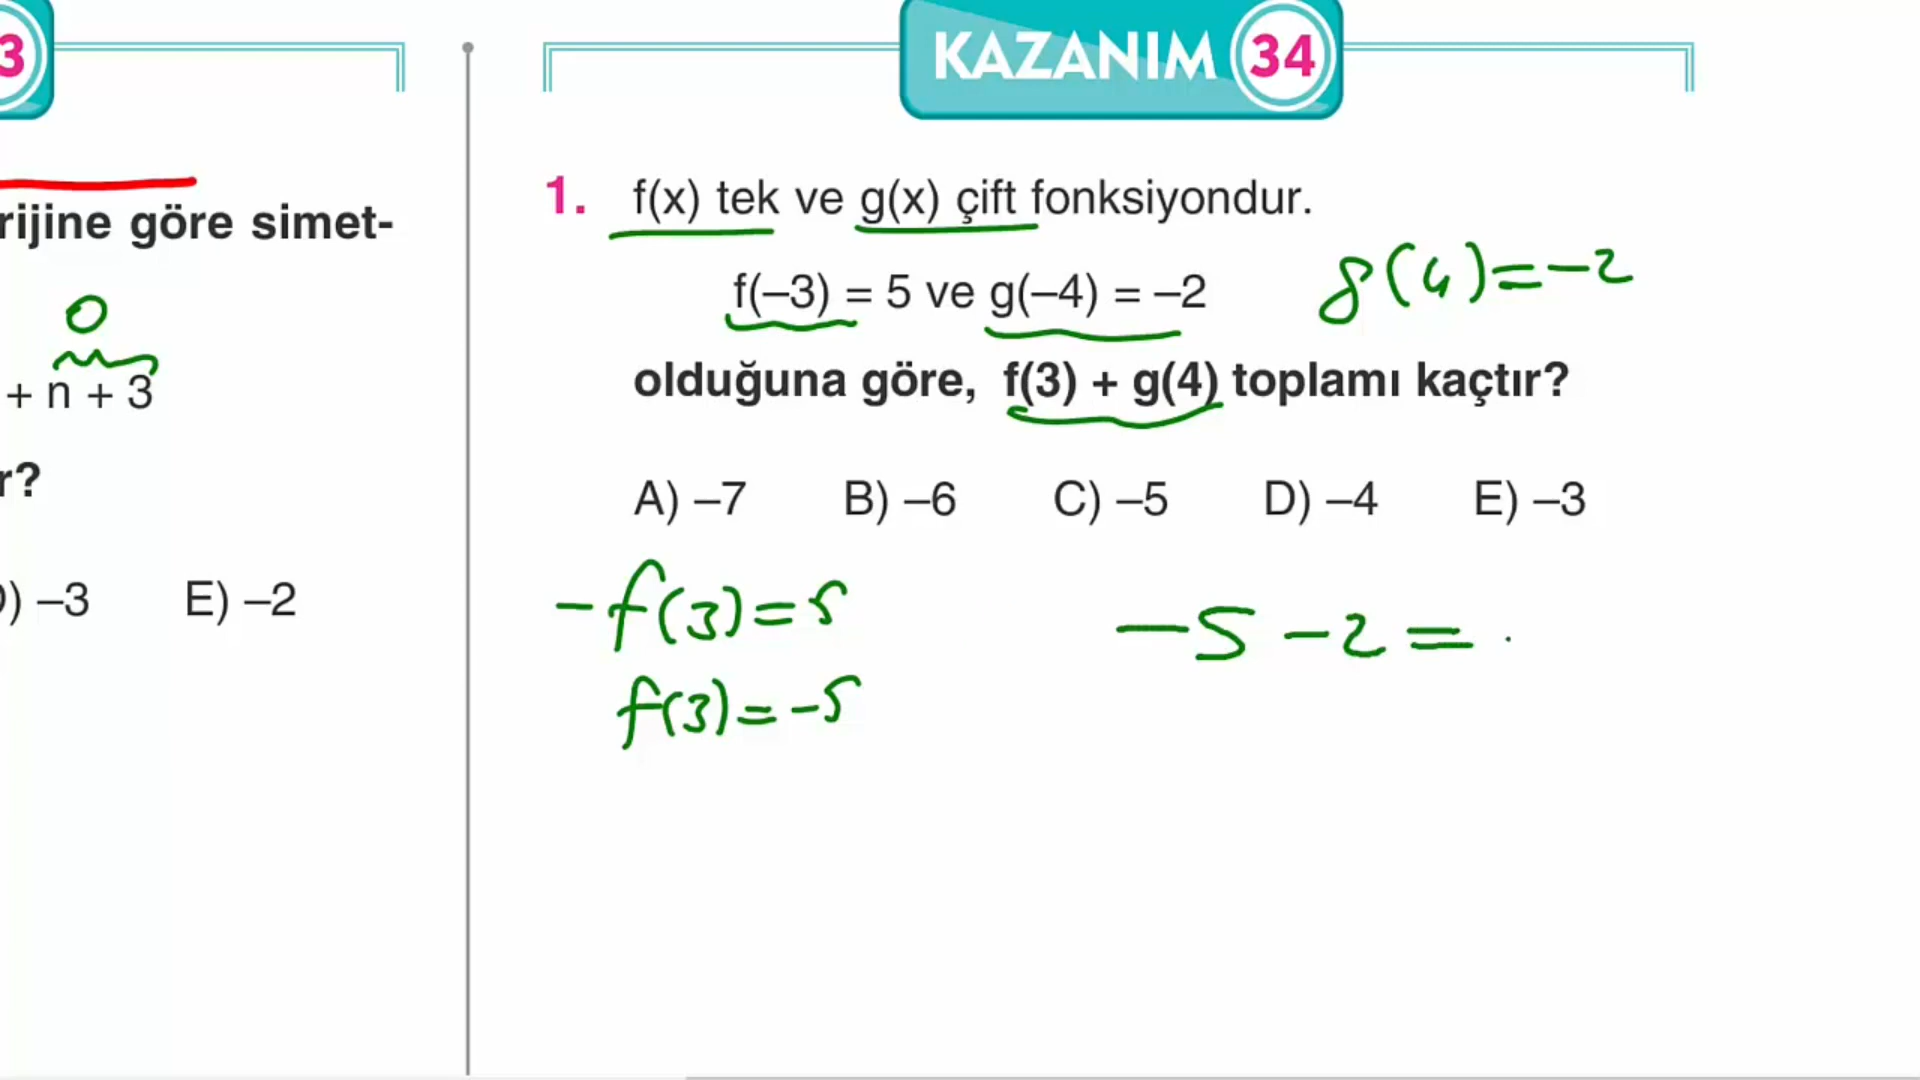 3
rijine göre simet-
0
+ n + 3
r?
) –3 E) –2
KAZANIM 34
1. f(x) tek ve g(x) çift fonksiyondur.
f(–3) = 5 ve g(–4) = –2
g(4)=-2
olduğuna göre, f(3) + g(4) toplamı kaçtır?
A) –7 B) –6 C) –5 D) –4 E) –3
-f(3)=5
f(3)=-5
-5-2=